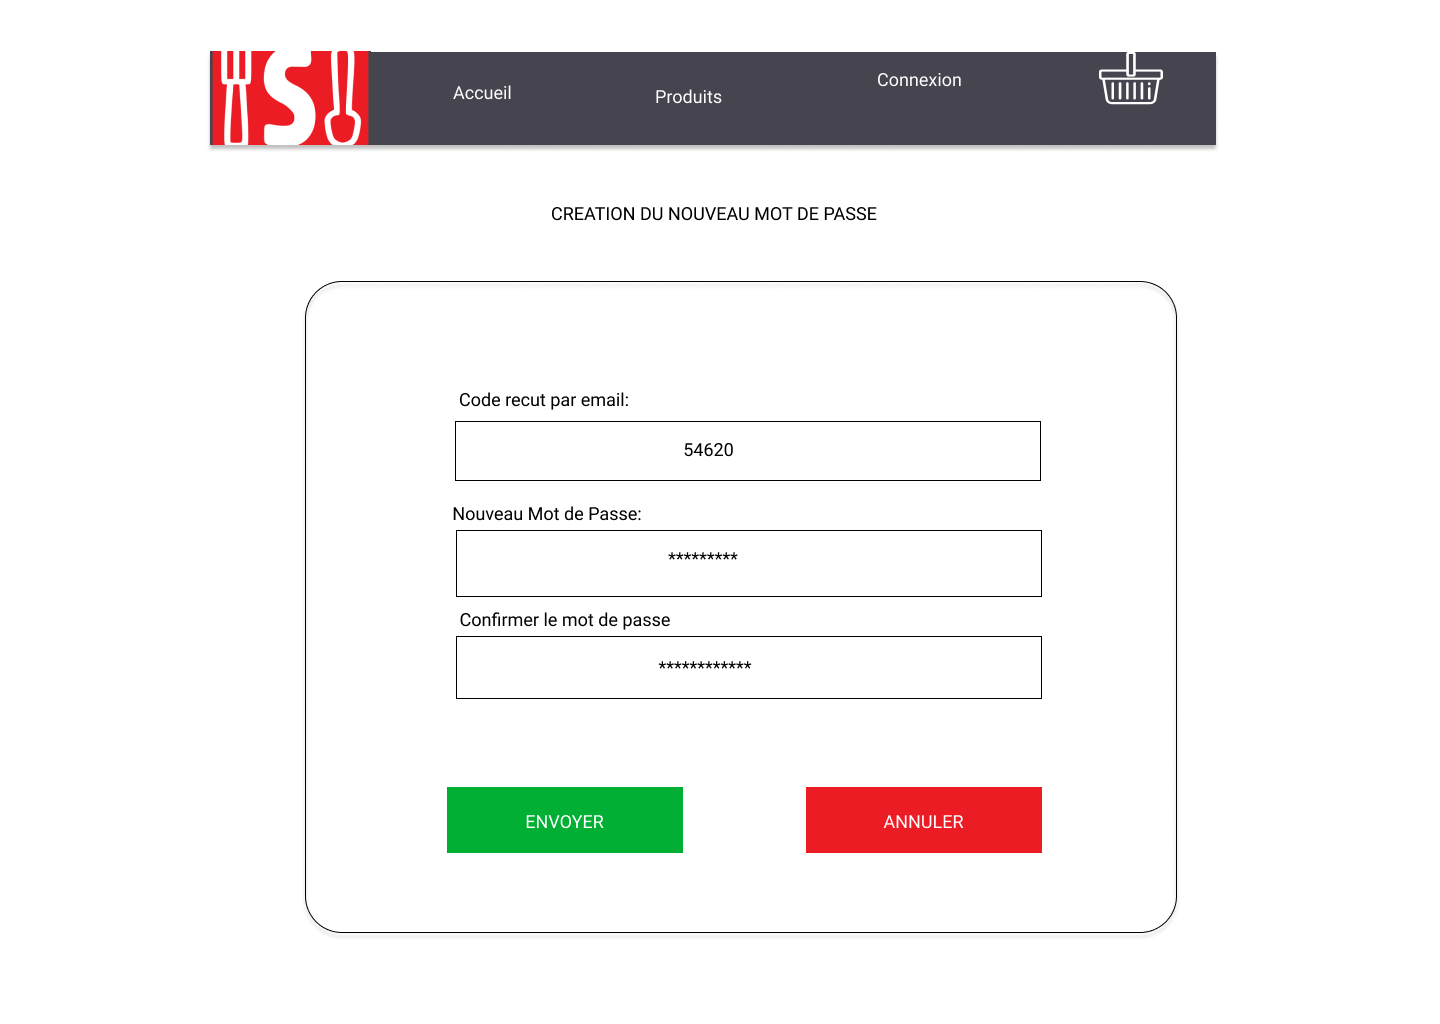 S
Accueil
Produits
Connexion
CREATION DU NOUVEAU MOT DE PASSE
Code recut par email:
54620
Nouveau Mot de Passe:
*********
Confirmer le mot de passe
************
ENVOYER
ANNULER